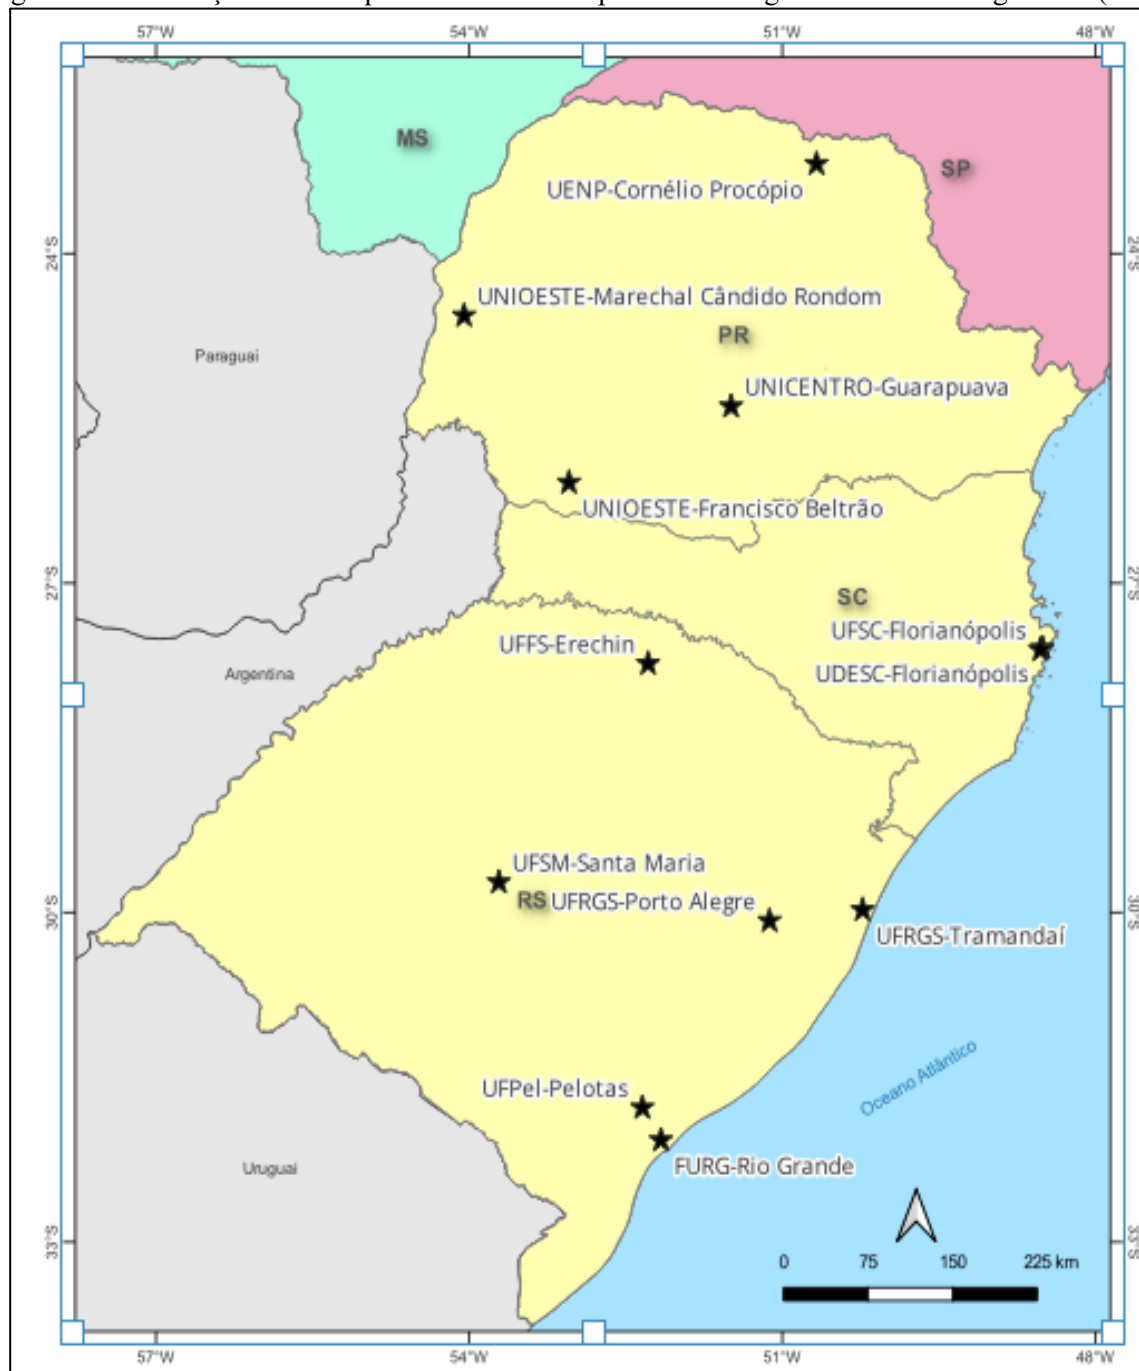 57°W 54°W 51°W 48°W
MS
SP
UENP-Cornélio Procópio
24°S 24°S
UNIOESTE-Marechal Cândido Rondom
PR
Paraguai
UNICENTRO-Guarapuava
UNIOESTE-Francisco Beltrão
27°S 27°S
SC
UFSC-Florianópolis
UFFS-Erechin
Argentina
UDESC-Florianópolis
UFSM-Santa Maria
RS UFRGS-Porto Alegre
30°S 30°S
UFRGS-Tramandaí
Oceano Atlântico
UFPel-Pelotas
Uruguai
FURG-Rio Grande
33°S 33°S
0 75 150 225 km
57°W 54°W 51°W 48°W